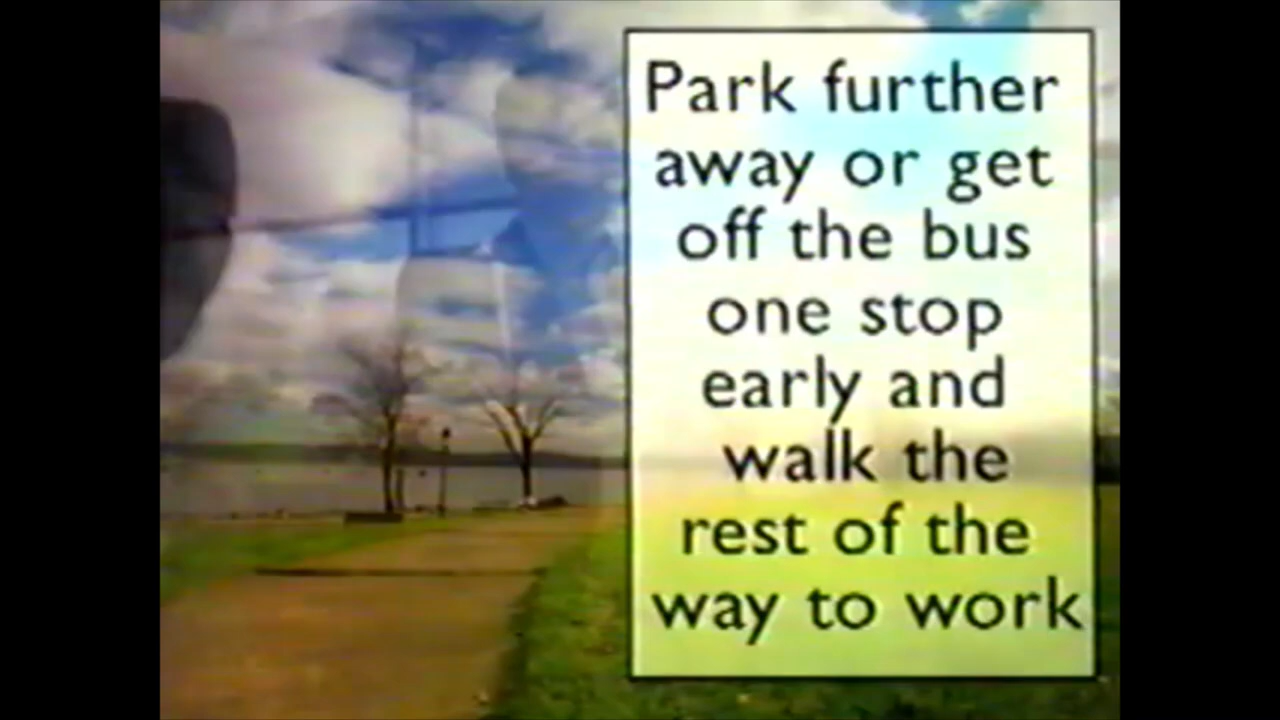 Park further
away or get
off the bus
one stop
early and
walk the
rest of the
way to work